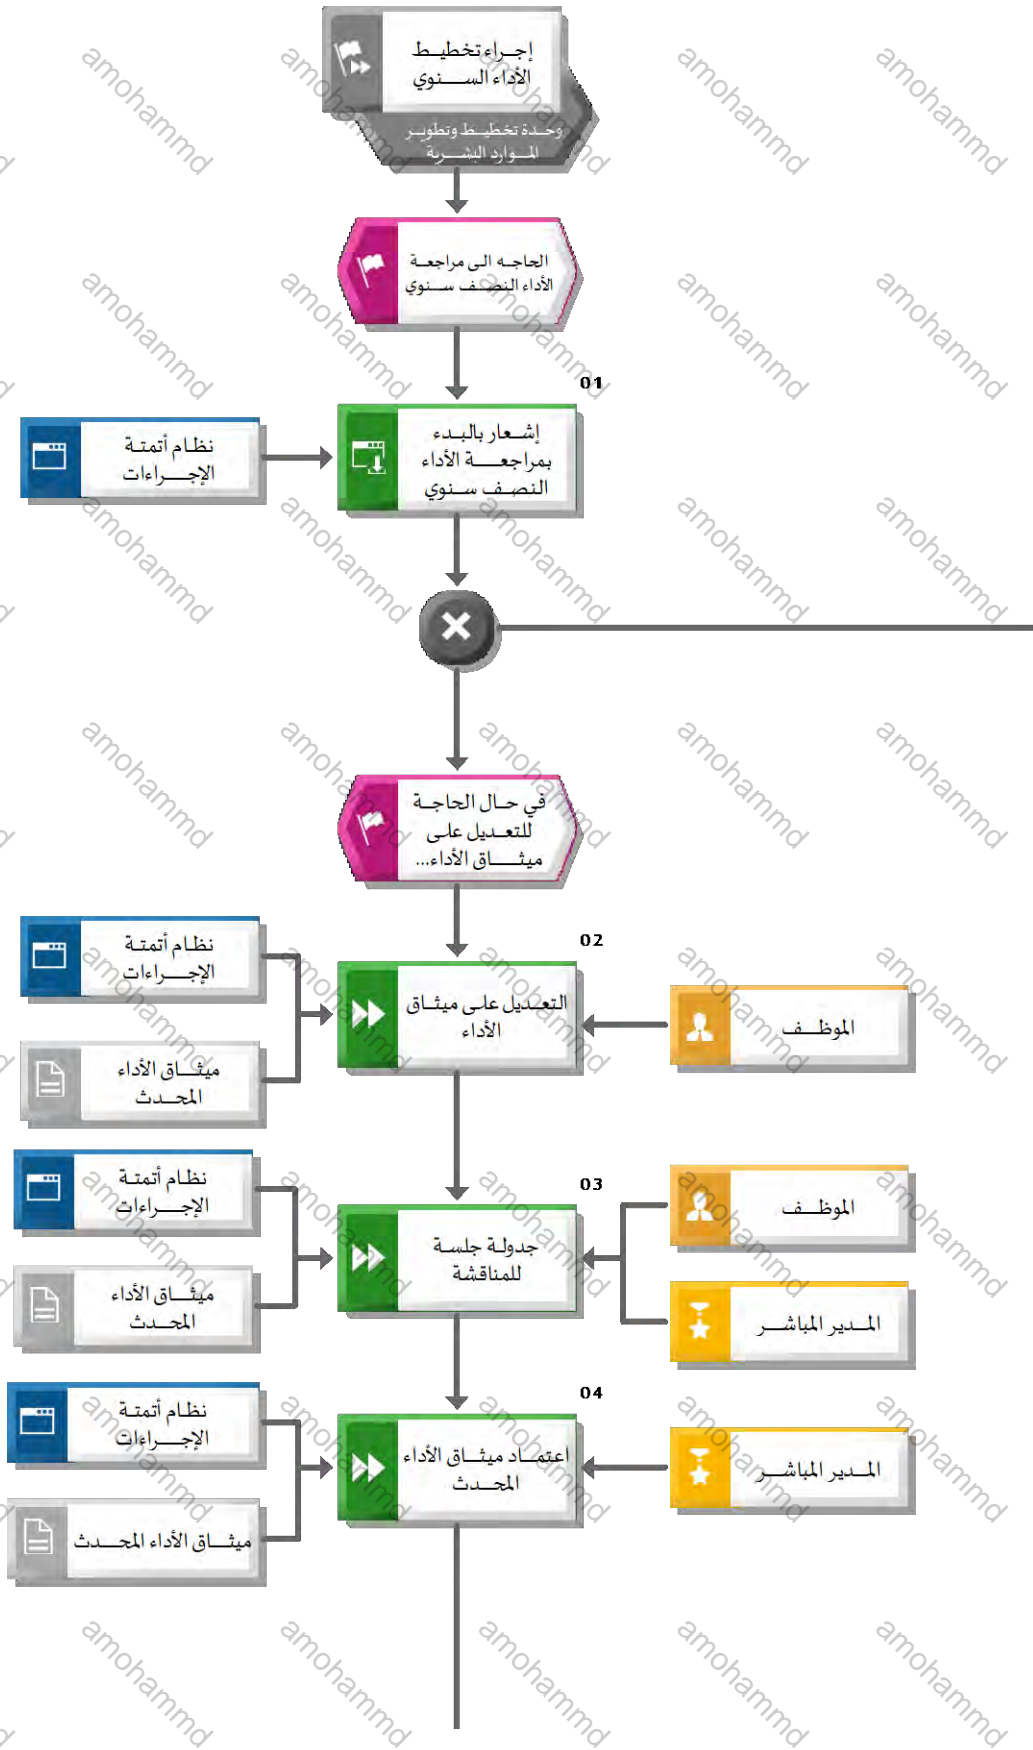 إجراء تخطيط
الأداء السنوي
وحدة تخطيط وتطوير
الموارد البشرية
الحاجه الى مراجعة
الأداء النصف سنوي
01
إشعار بالبدء
بمراجعة الأداء
النصف سنوي
نظام أتمتة
الإجراءات
في حال الحاجة
للتعديل على
ميثاق الأداء...
02
التعديل على ميثاق
الأداء
الموظف
نظام أتمتة
الإجراءات
ميثاق الأداء
المحدث
03
جدولة جلسة
للمناقشة
الموظف
المدير المباشر
نظام أتمتة
الإجراءات
ميثاق الأداء
المحدث
04
اعتماد ميثاق الأداء
المحدث
المدير المباشر
نظام أتمتة
الإجراءات
ميثاق الأداء المحدث
amohammd